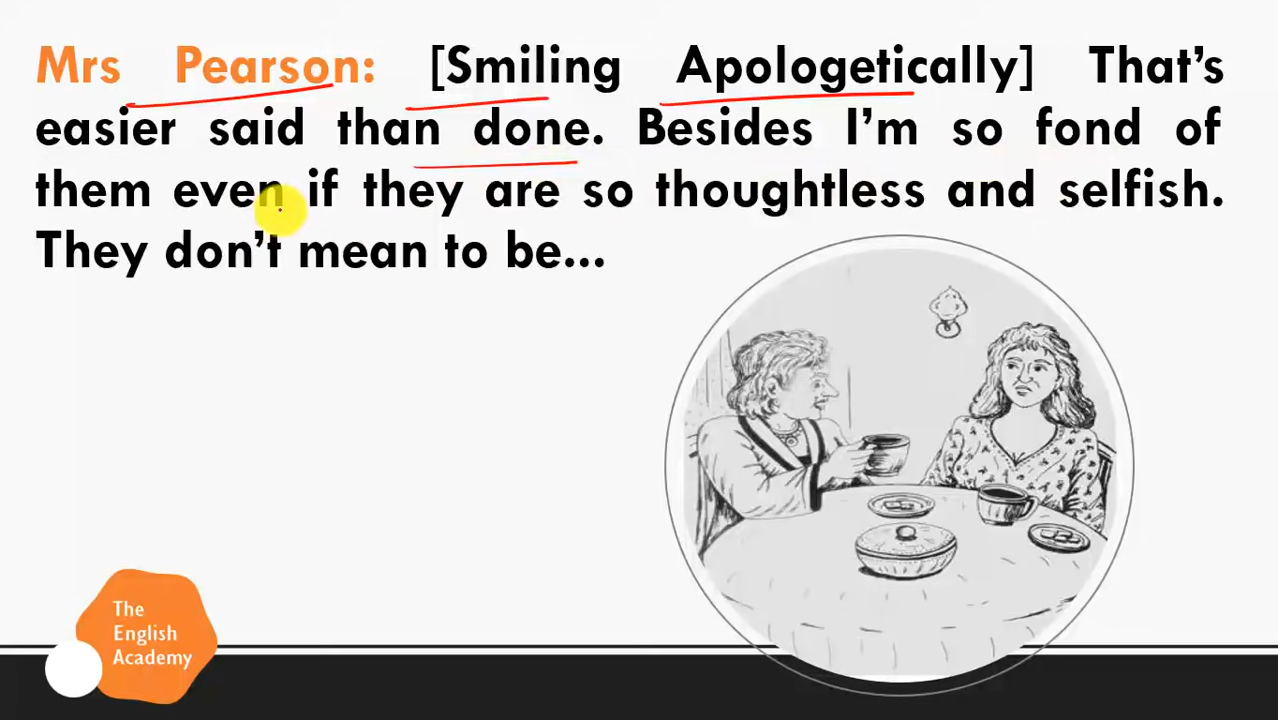 Mrs Pearson: [Smiling Apologetically] That’s
easier said than done. Besides I’m so fond of
them even if they are so thoughtless and selfish.
They don’t mean to be...
The
English
Academy